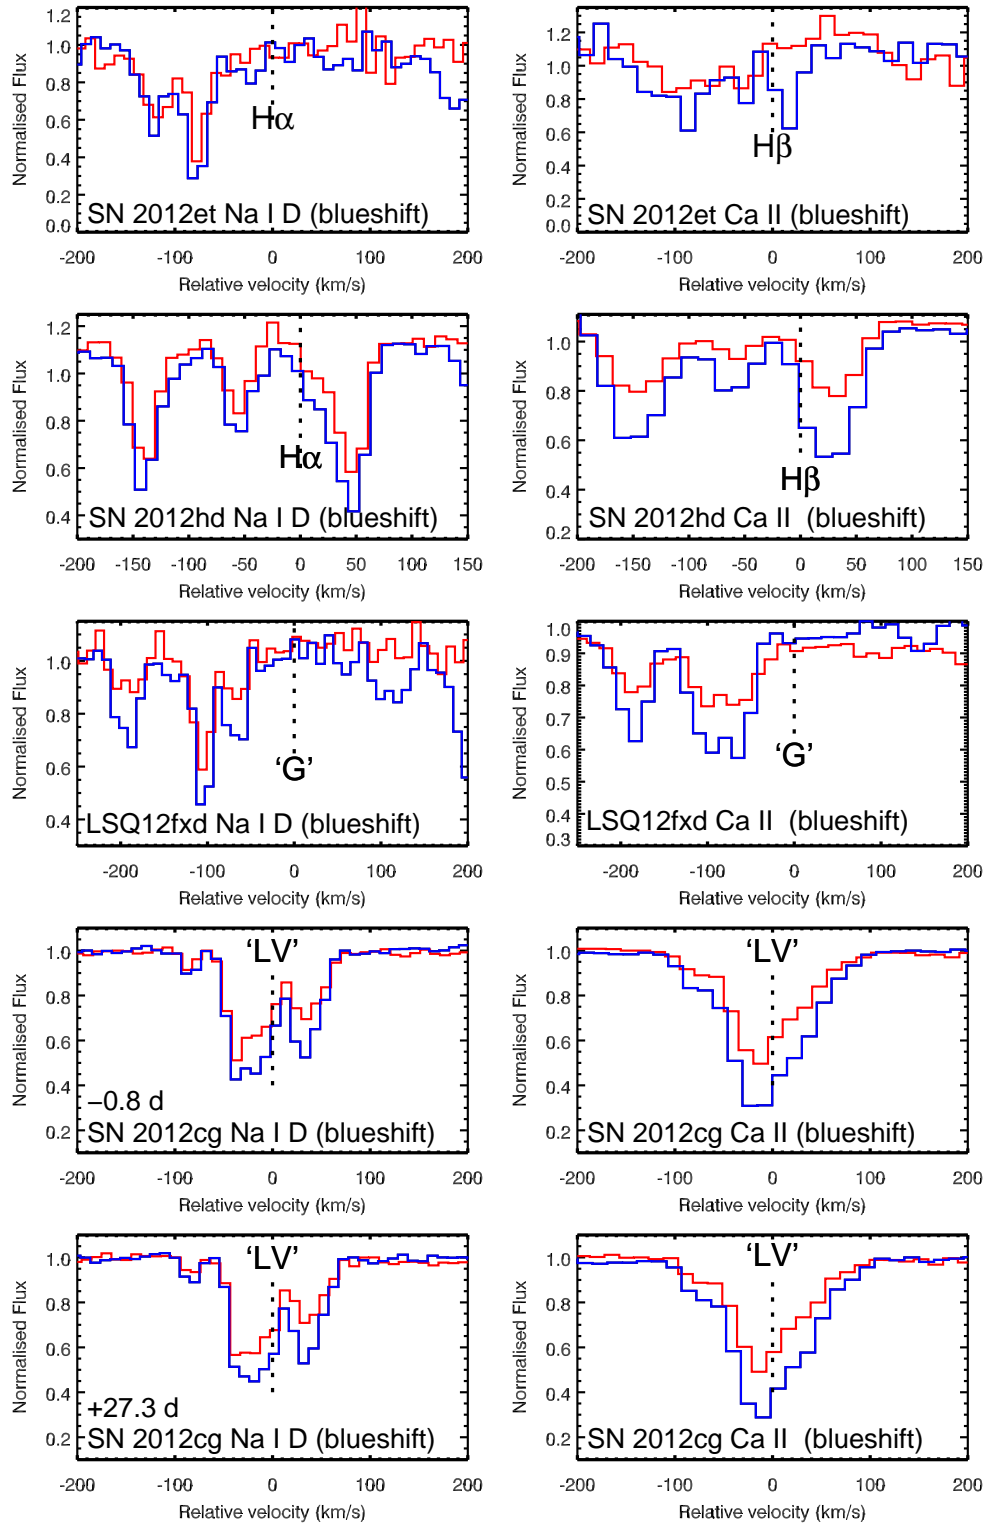 1.2
1.0
0.8
0.6
0.4
0.2
0.0
Normalised Flux
Hα
SN 2012et Na I D (blueshift)
-200 -100 0 100 200
Relative velocity (km/s)
1.2
1.0
0.8
0.6
0.4
0.2
0.0
Normalised Flux
Hβ
SN 2012et Ca II (blueshift)
-200 -100 0 100 200
Relative velocity (km/s)
1.2
1.0
0.8
0.6
0.4
Normalised Flux
Hα
SN 2012hd Na I D (blueshift)
-200 -150 -100 -50 0 50 100 150
Relative velocity (km/s)
1.0
0.8
0.6
0.4
0.2
Normalised Flux
Hβ
SN 2012hd Ca II (blueshift)
-200 -150 -100 -50 0 50 100 150
Relative velocity (km/s)
1.0
0.8
0.6
0.4
Normalised Flux
‘G’
LSQ12fxd Na I D (blueshift)
-200 -100 0 100 200
Relative velocity (km/s)
1.0
0.9
0.8
0.7
0.6
0.5
0.4
0.3
Normalised Flux
‘G’
LSQ12fxd Ca II (blueshift)
-200 -100 0 100 200
Relative velocity (km/s)
1.0
0.8
0.6
0.4
0.2
Normalised Flux
‘LV’
−0.8 d
SN 2012cg Na I D (blueshift)
-200 -100 0 100 200
Relative velocity (km/s)
1.0
0.8
0.6
0.4
0.2
Normalised Flux
‘LV’
SN 2012cg Ca II (blueshift)
-200 -100 0 100 200
Relative velocity (km/s)
1.0
0.8
0.6
0.4
0.2
Normalised Flux
‘LV’
+27.3 d
SN 2012cg Na I D (blueshift)
-200 -100 0 100 200
Relative velocity (km/s)
1.0
0.8
0.6
0.4
0.2
Normalised Flux
‘LV’
SN 2012cg Ca II (blueshift)
-200 -100 0 100 200
Relative velocity (km/s)